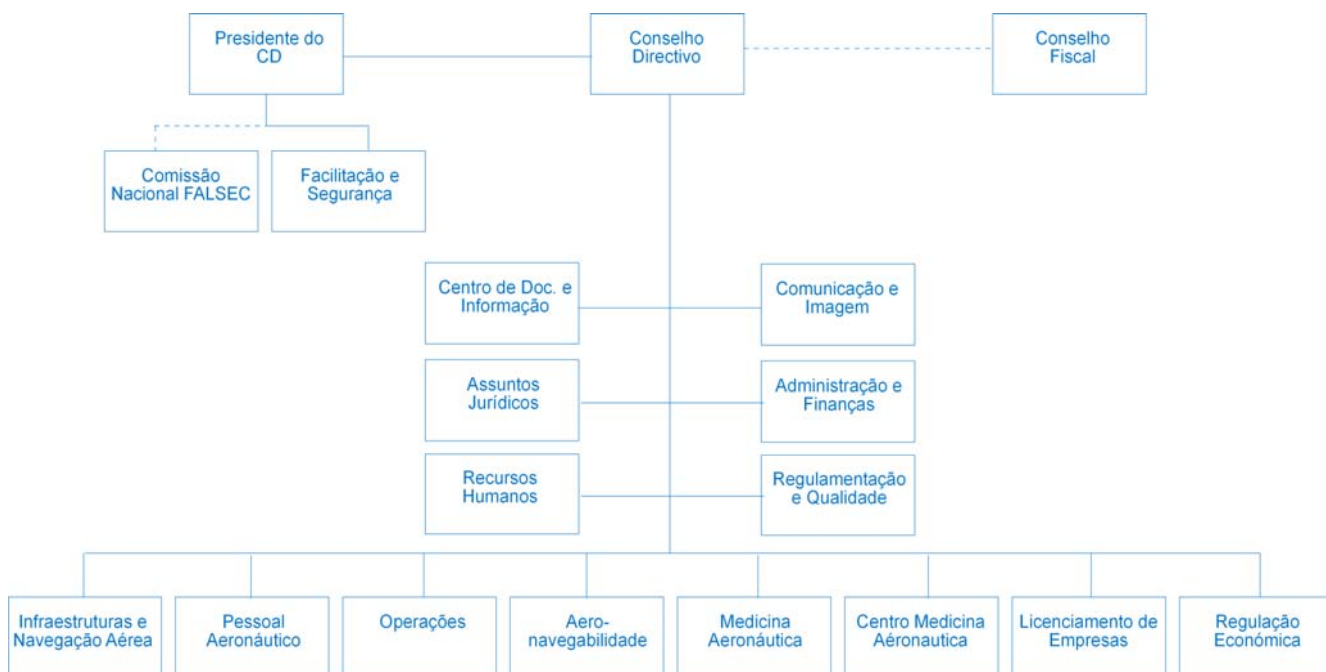 Presidente do
CD
Conselho
Directivo
Conselho
Fiscal
Comissão
Nacional FALSEC
Facilitação e
Segurança
Centro de Doc. e
Informação
Comunicação e
Imagem
Assuntos
Jurídicos
Administração e
Finanças
Recursos
Humanos
Regulamentação
e Qualidade
Infraestruturas e
Navegação Aérea
Pessoal
Aeronáutico
Operações
Aero-
navegabilidade
Medicina
Aeronáutica
Centro Medicina
Aéronautica
Licenciamento de
Empresas
Regulação
Económica